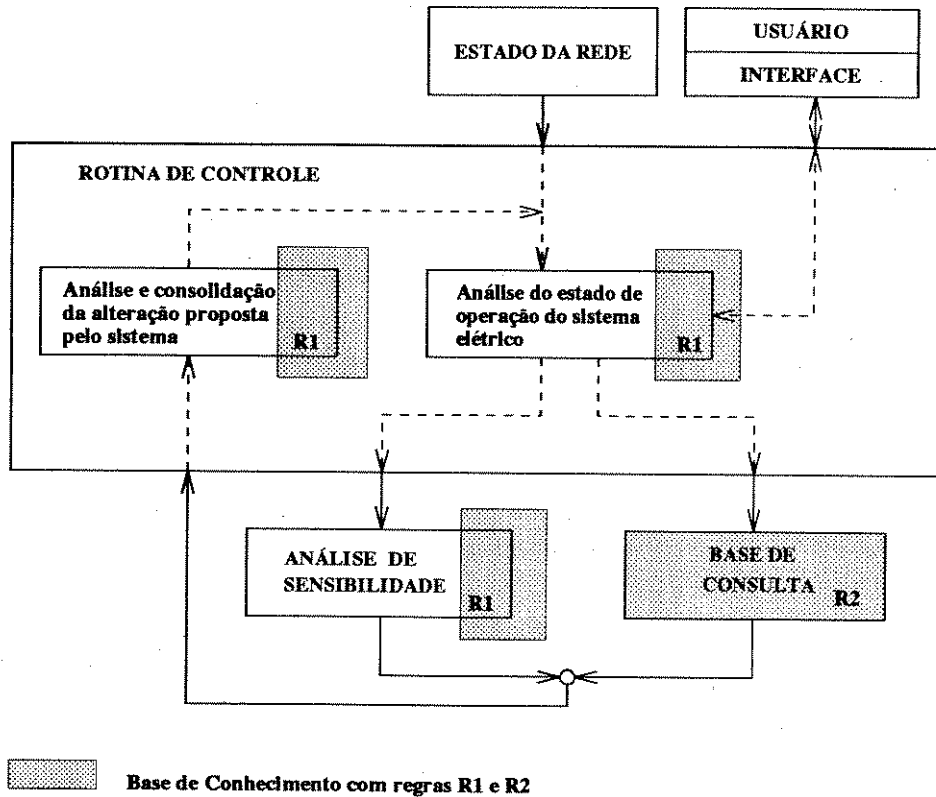 ESTADO DA REDE
USUÁRIO
INTERFACE
ROTINA DE CONTROLE
Análise e consolidação
da alteração proposta
pelo sistema
R1
Análise do estado de
operação do sistema
elétrico
R1
ANÁLISE DE
SENSIBILIDADE
R1
BASE DE
CONSULTA
R2
Base de Conhecimento com regras R1 e R2